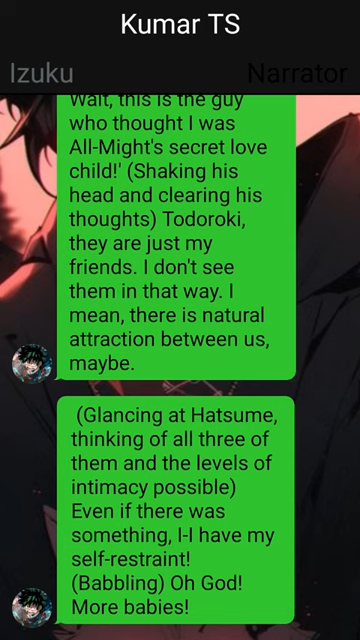 Kumar TS
Izuku Narrator
Wait, this is the guy
who thought I was
All-Might's secret love
child!' (Shaking his
head and clearing his
thoughts) Todoroki,
they are just my
friends. I don't see
them in that way. I
mean, there is natural
attraction between us,
maybe.
(Glancing at Hatsume,
thinking of all three of
them and the levels of
intimacy possible)
Even if there was
something, I-I have my
self-restraint!
(Babbling) Oh God!
More babies!